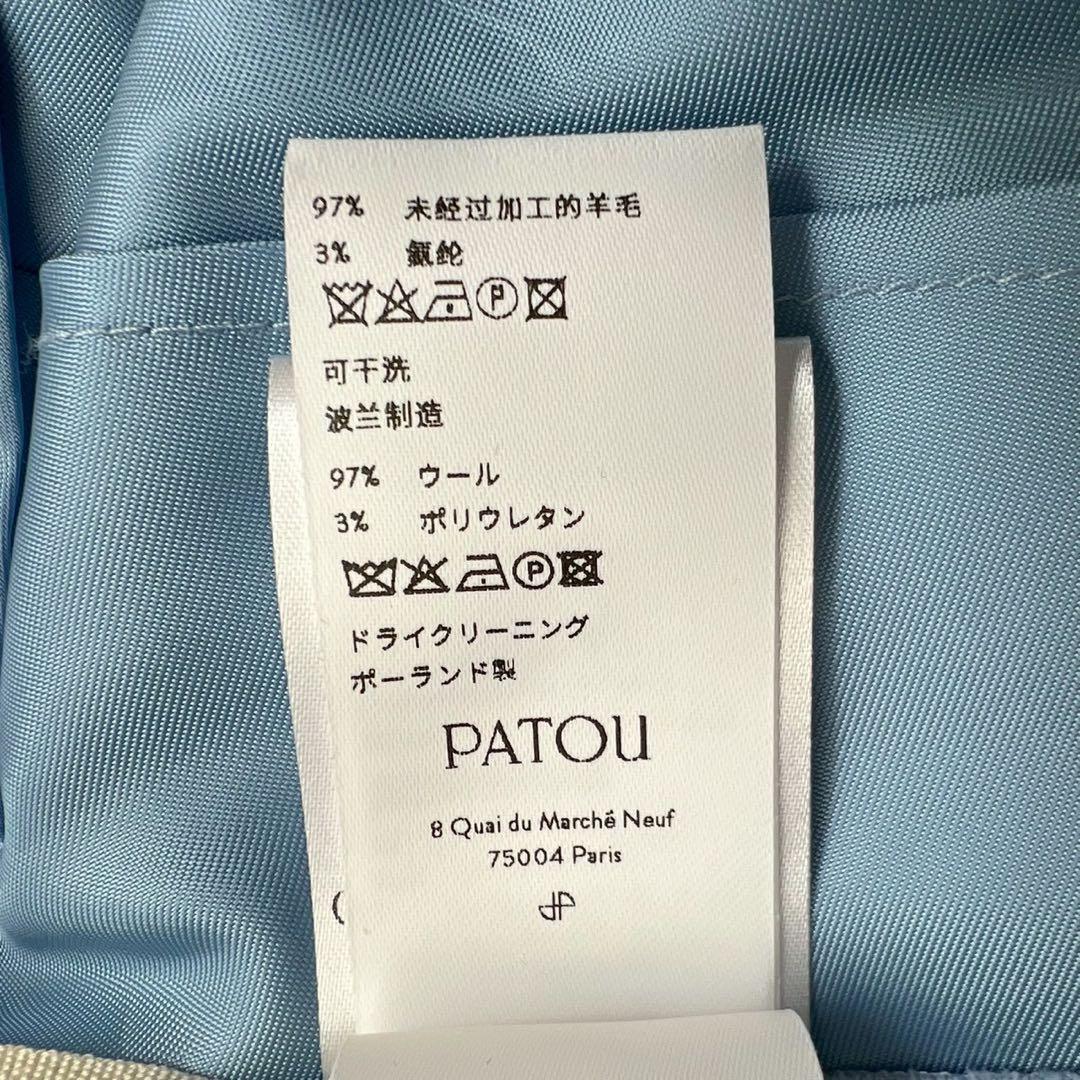 97% 未经过加工的羊毛
3% 氨纶
P
可干洗
波兰制造
97% ウール
3% ポリウレタン
P
ドライクリーニング
ポーランド製
PATOU
8 Quai du Marché Neuf
75004 Paris
JP